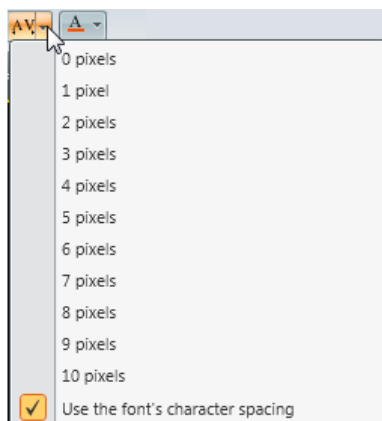 AV A
0 pixels
1 pixel
2 pixels
3 pixels
4 pixels
5 pixels
6 pixels
7 pixels
8 pixels
9 pixels
10 pixels
Use the font's character spacing